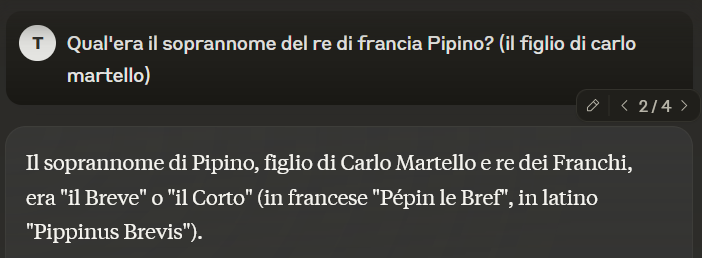 T
Qual'era il soprannome del re di francia Pipino? (il figlio di carlo
martello)
2 / 4
Il soprannome di Pipino, figlio di Carlo Martello e re dei Franchi,
era "il Breve" o "il Corto" (in francese "Pépin le Bref", in latino
"Pippinus Brevis").